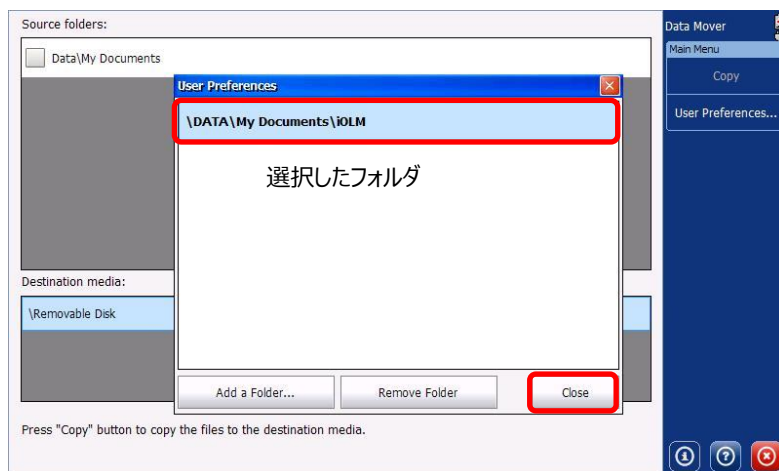 Source folders:
Data\My Documents
User Preferences
\DATA\My Documents\iOLM
選択したフォルダ
Destination media:
\Removable Disk
Add a Folder...
Remove Folder
Close
Press "Copy" button to copy the files to the destination media.
Data Mover
Main Menu
Copy
User Preferences...